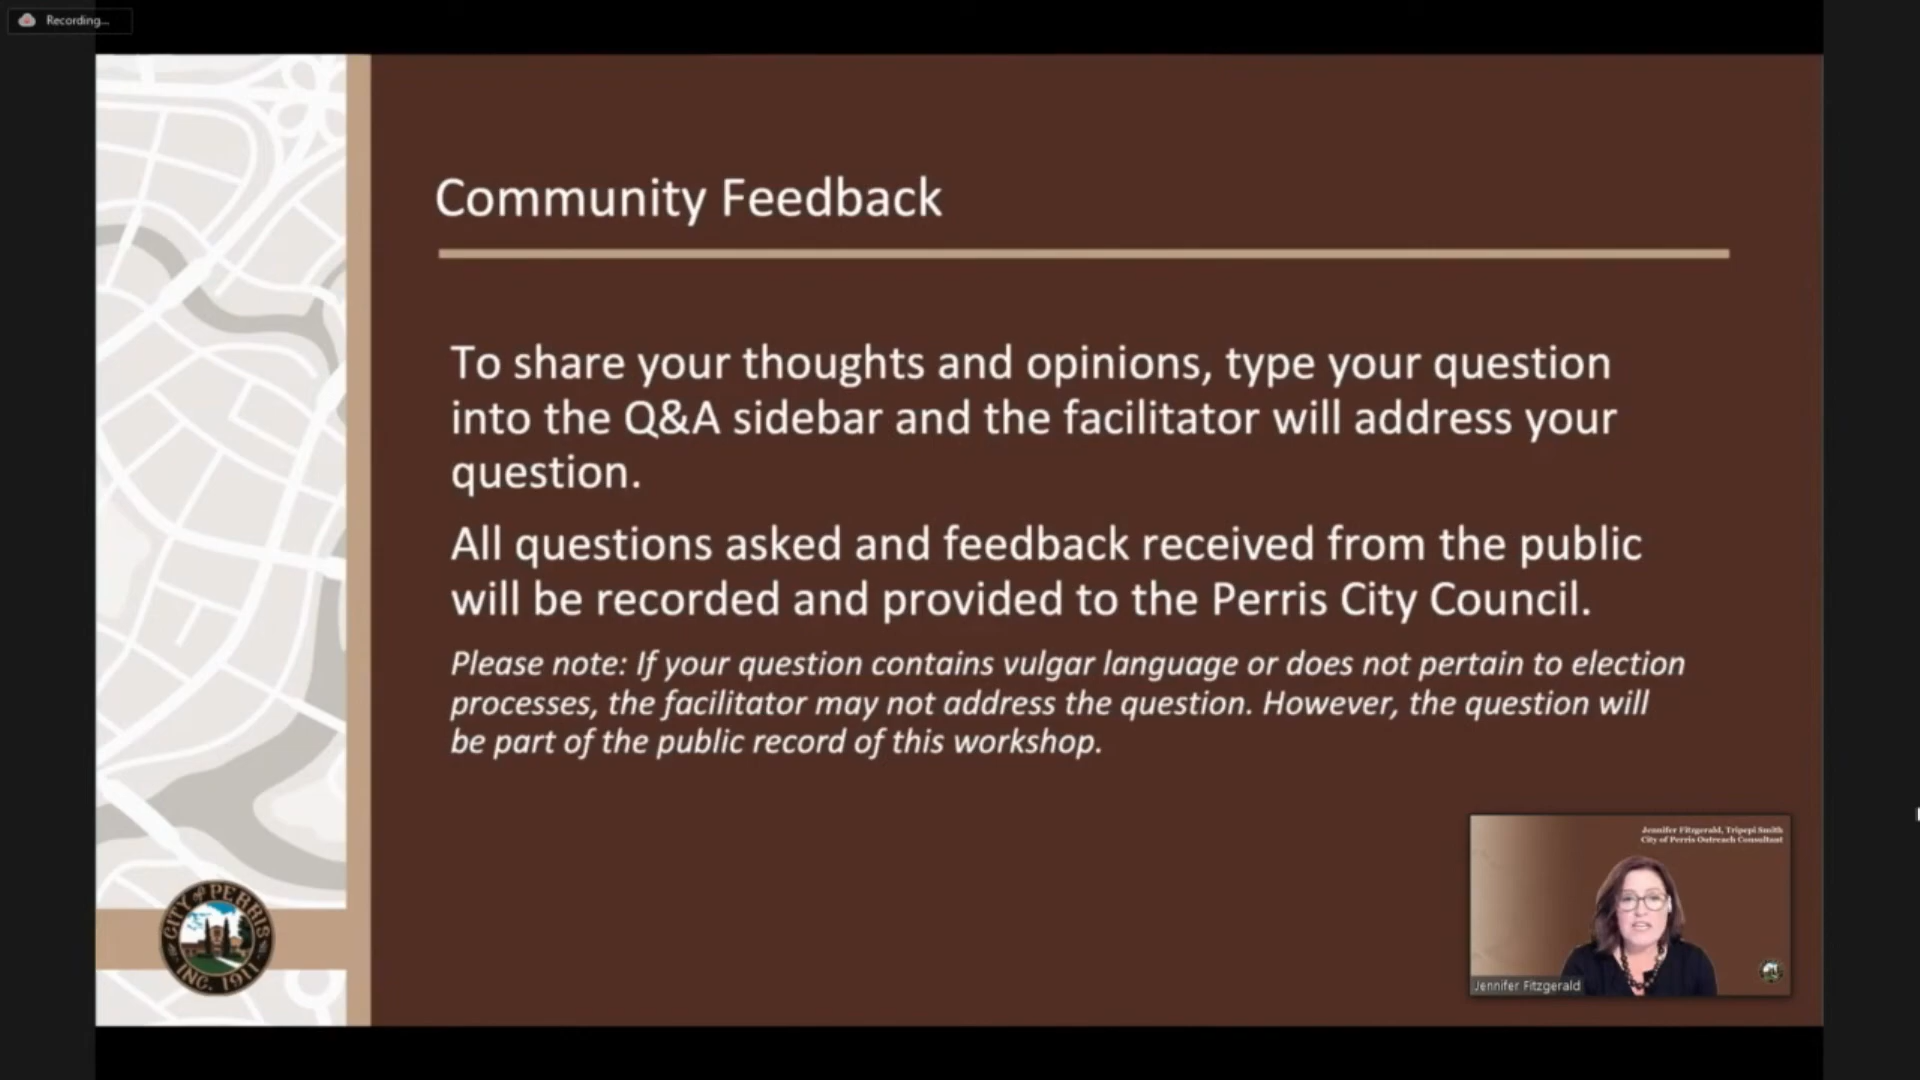 Recording...
Community Feedback
To share your thoughts and opinions, type your question
into the Q&A sidebar and the facilitator will address your
question.
All questions asked and feedback received from the public
will be recorded and provided to the Perris City Council.
Please note: If your question contains vulgar language or does not pertain to election
processes, the facilitator may not address the question. However, the question will
be part of the public record of this workshop.
Jennifer Fitzgerald, Tripepi Smith
City of Perris Outreach Consultant
Jennifer Fitzgerald
CITY OF PERRIS
INC. 1911